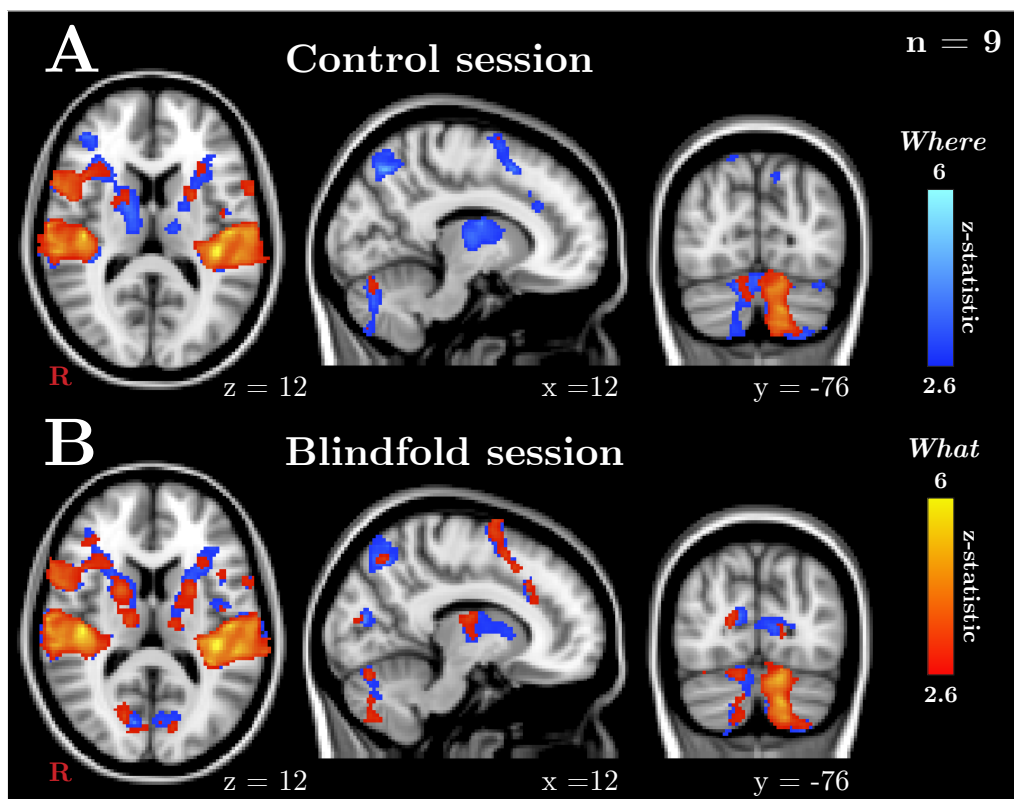 A
Control session
n = 9
Where
6
z-statistic
2.6
R
z = 12
x =12
y = -76
B
Blindfold session
What
6
z-statistic
2.6
R
z = 12
x =12
y = -76